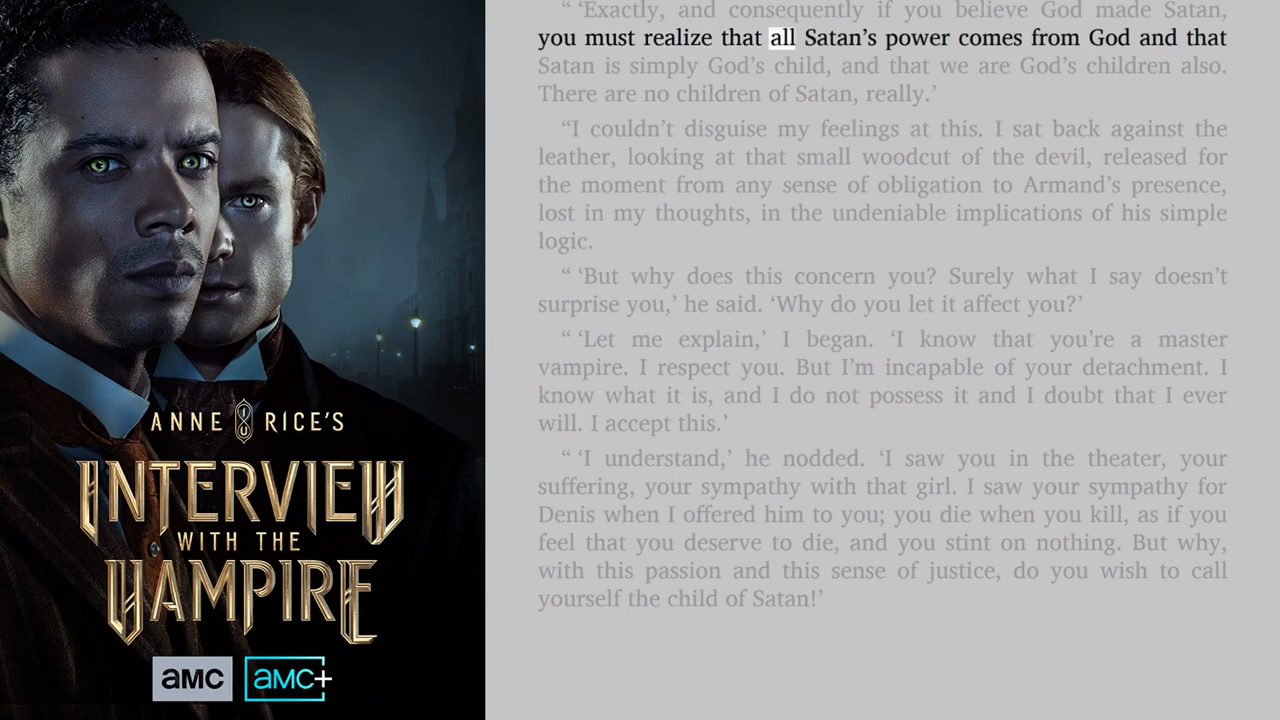 ANNE RICE'S
INTERVIEW
WITH THE
VAMPIRE
aMC
aMC+
“ ‘Exactly, and consequently if you believe God made Satan,
you must realize that all Satan’s power comes from God and that
Satan is simply God’s child, and that we are God’s children also.
There are no children of Satan, really.’
“I couldn’t disguise my feelings at this. I sat back against the
leather, looking at that small woodcut of the devil, released for
the moment from any sense of obligation to Armand’s presence,
lost in my thoughts, in the undeniable implications of his simple
logic.
“ ‘But why does this concern you? Surely what I say doesn’t
surprise you,’ he said. ‘Why do you let it affect you?’
“ ‘Let me explain,’ I began. ‘I know that you’re a master
vampire. I respect you. But I’m incapable of your detachment. I
know what it is, and I do not possess it and I doubt that I ever
will. I accept this.’
“ ‘I understand,’ he nodded. ‘I saw you in the theater, your
suffering, your sympathy with that girl. I saw your sympathy for
Denis when I offered him to you; you die when you kill, as if you
feel that you deserve to die, and you stint on nothing. But why,
with this passion and this sense of justice, do you wish to call
yourself the child of Satan!’